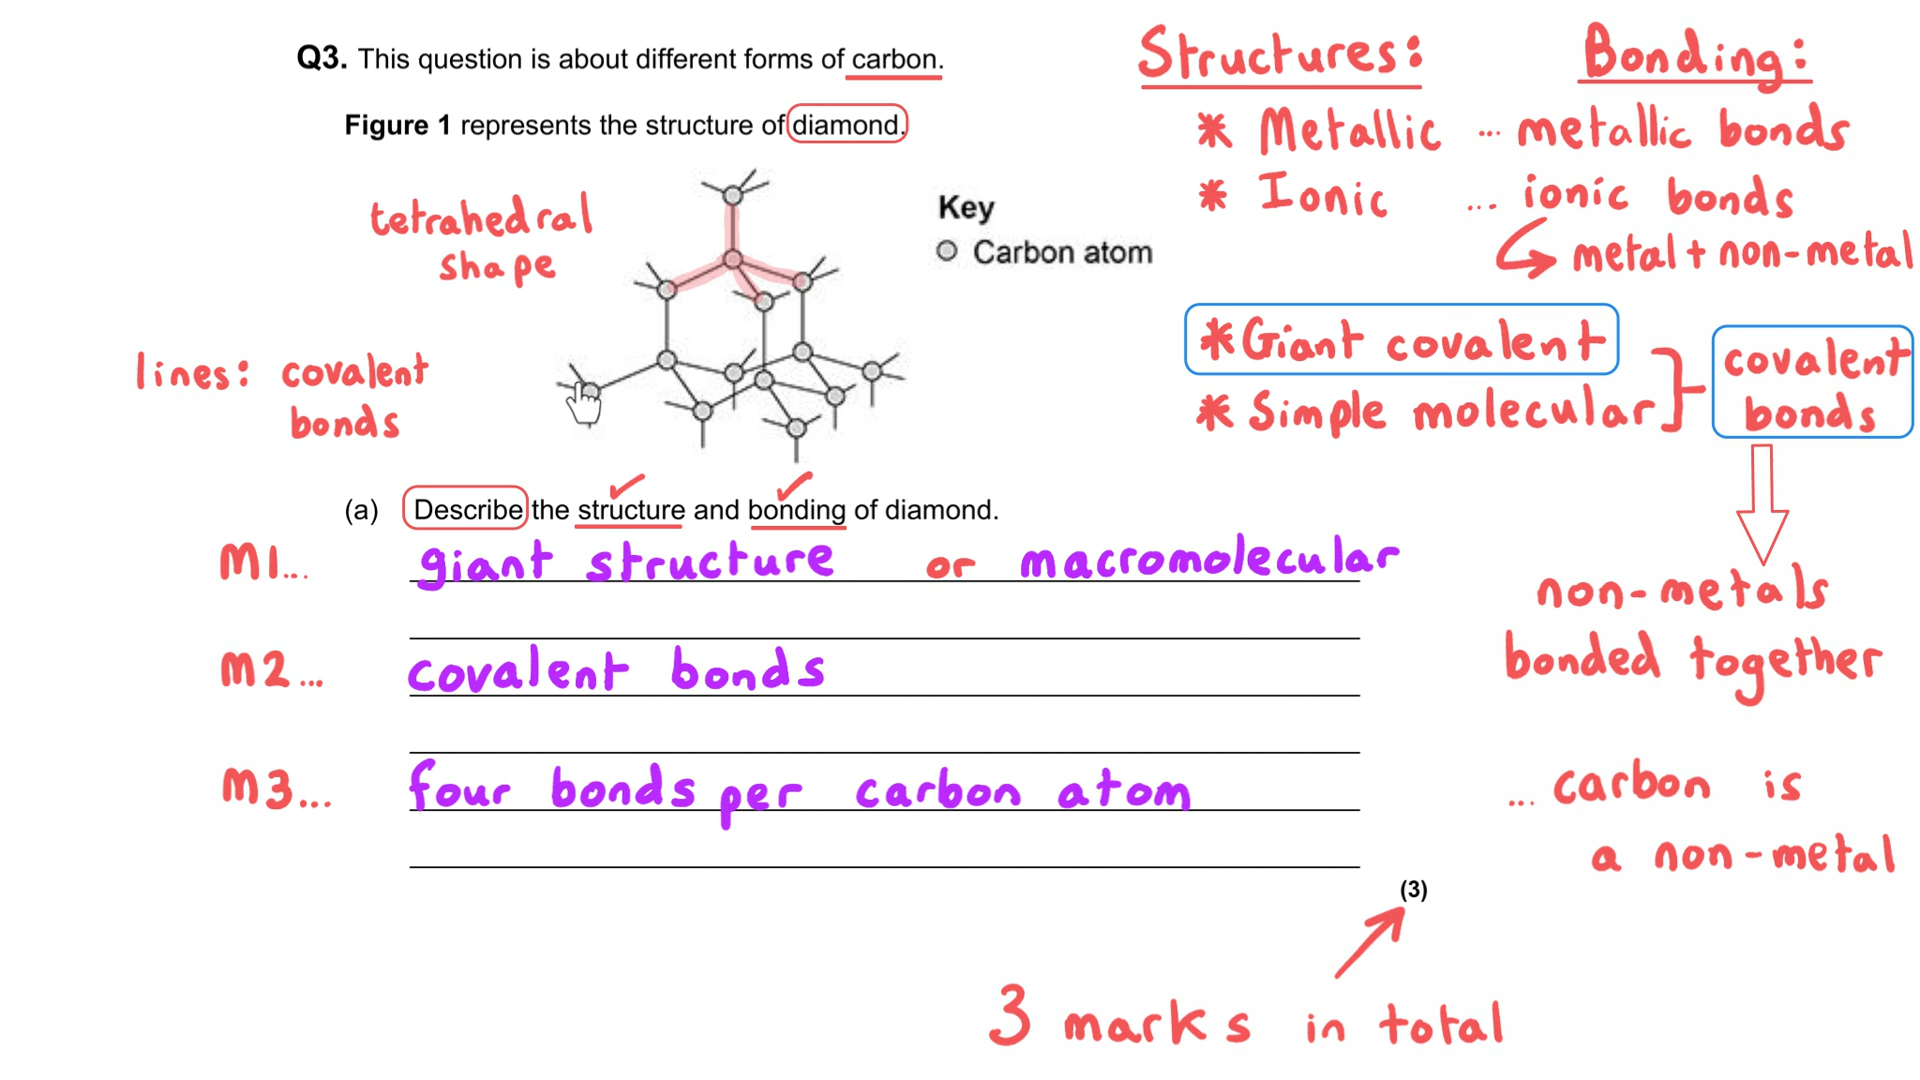 Q3. This question is about different forms of carbon.
Figure 1 represents the structure of diamond.
tetrahedral
shape
Key
Carbon atom
lines: covalent
bonds
Structures:
Bonding:
* Metallic ... metallic bonds
* Ionic ... ionic bonds
metal + non-metal
* Giant covalent
* Simple molecular
covalent
bonds
(a) Describe the structure and bonding of diamond.
M1... giant structure or macromolecular
M2... covalent bonds
M3... four bonds per carbon atom
(3)
3 marks in total
non-metals
bonded together
... carbon is
a non-metal